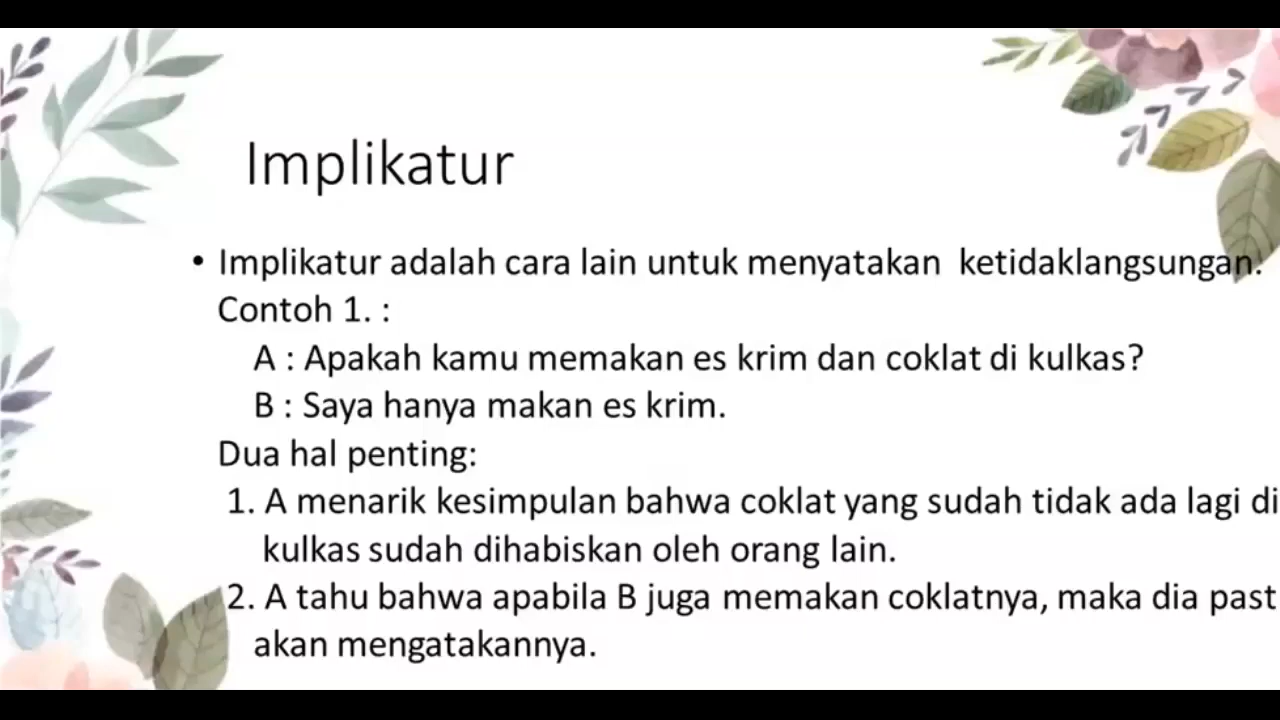 Implikatur
• Implikatur adalah cara lain untuk menyatakan ketidaklangsungan.
Contoh 1. :
A : Apakah kamu memakan es krim dan coklat di kulkas?
B : Saya hanya makan es krim.
Dua hal penting:
1. A menarik kesimpulan bahwa coklat yang sudah tidak ada lagi di
kulkas sudah dihabiskan oleh orang lain.
2. A tahu bahwa apabila B juga memakan coklatnya, maka dia past
akan mengatakannya.